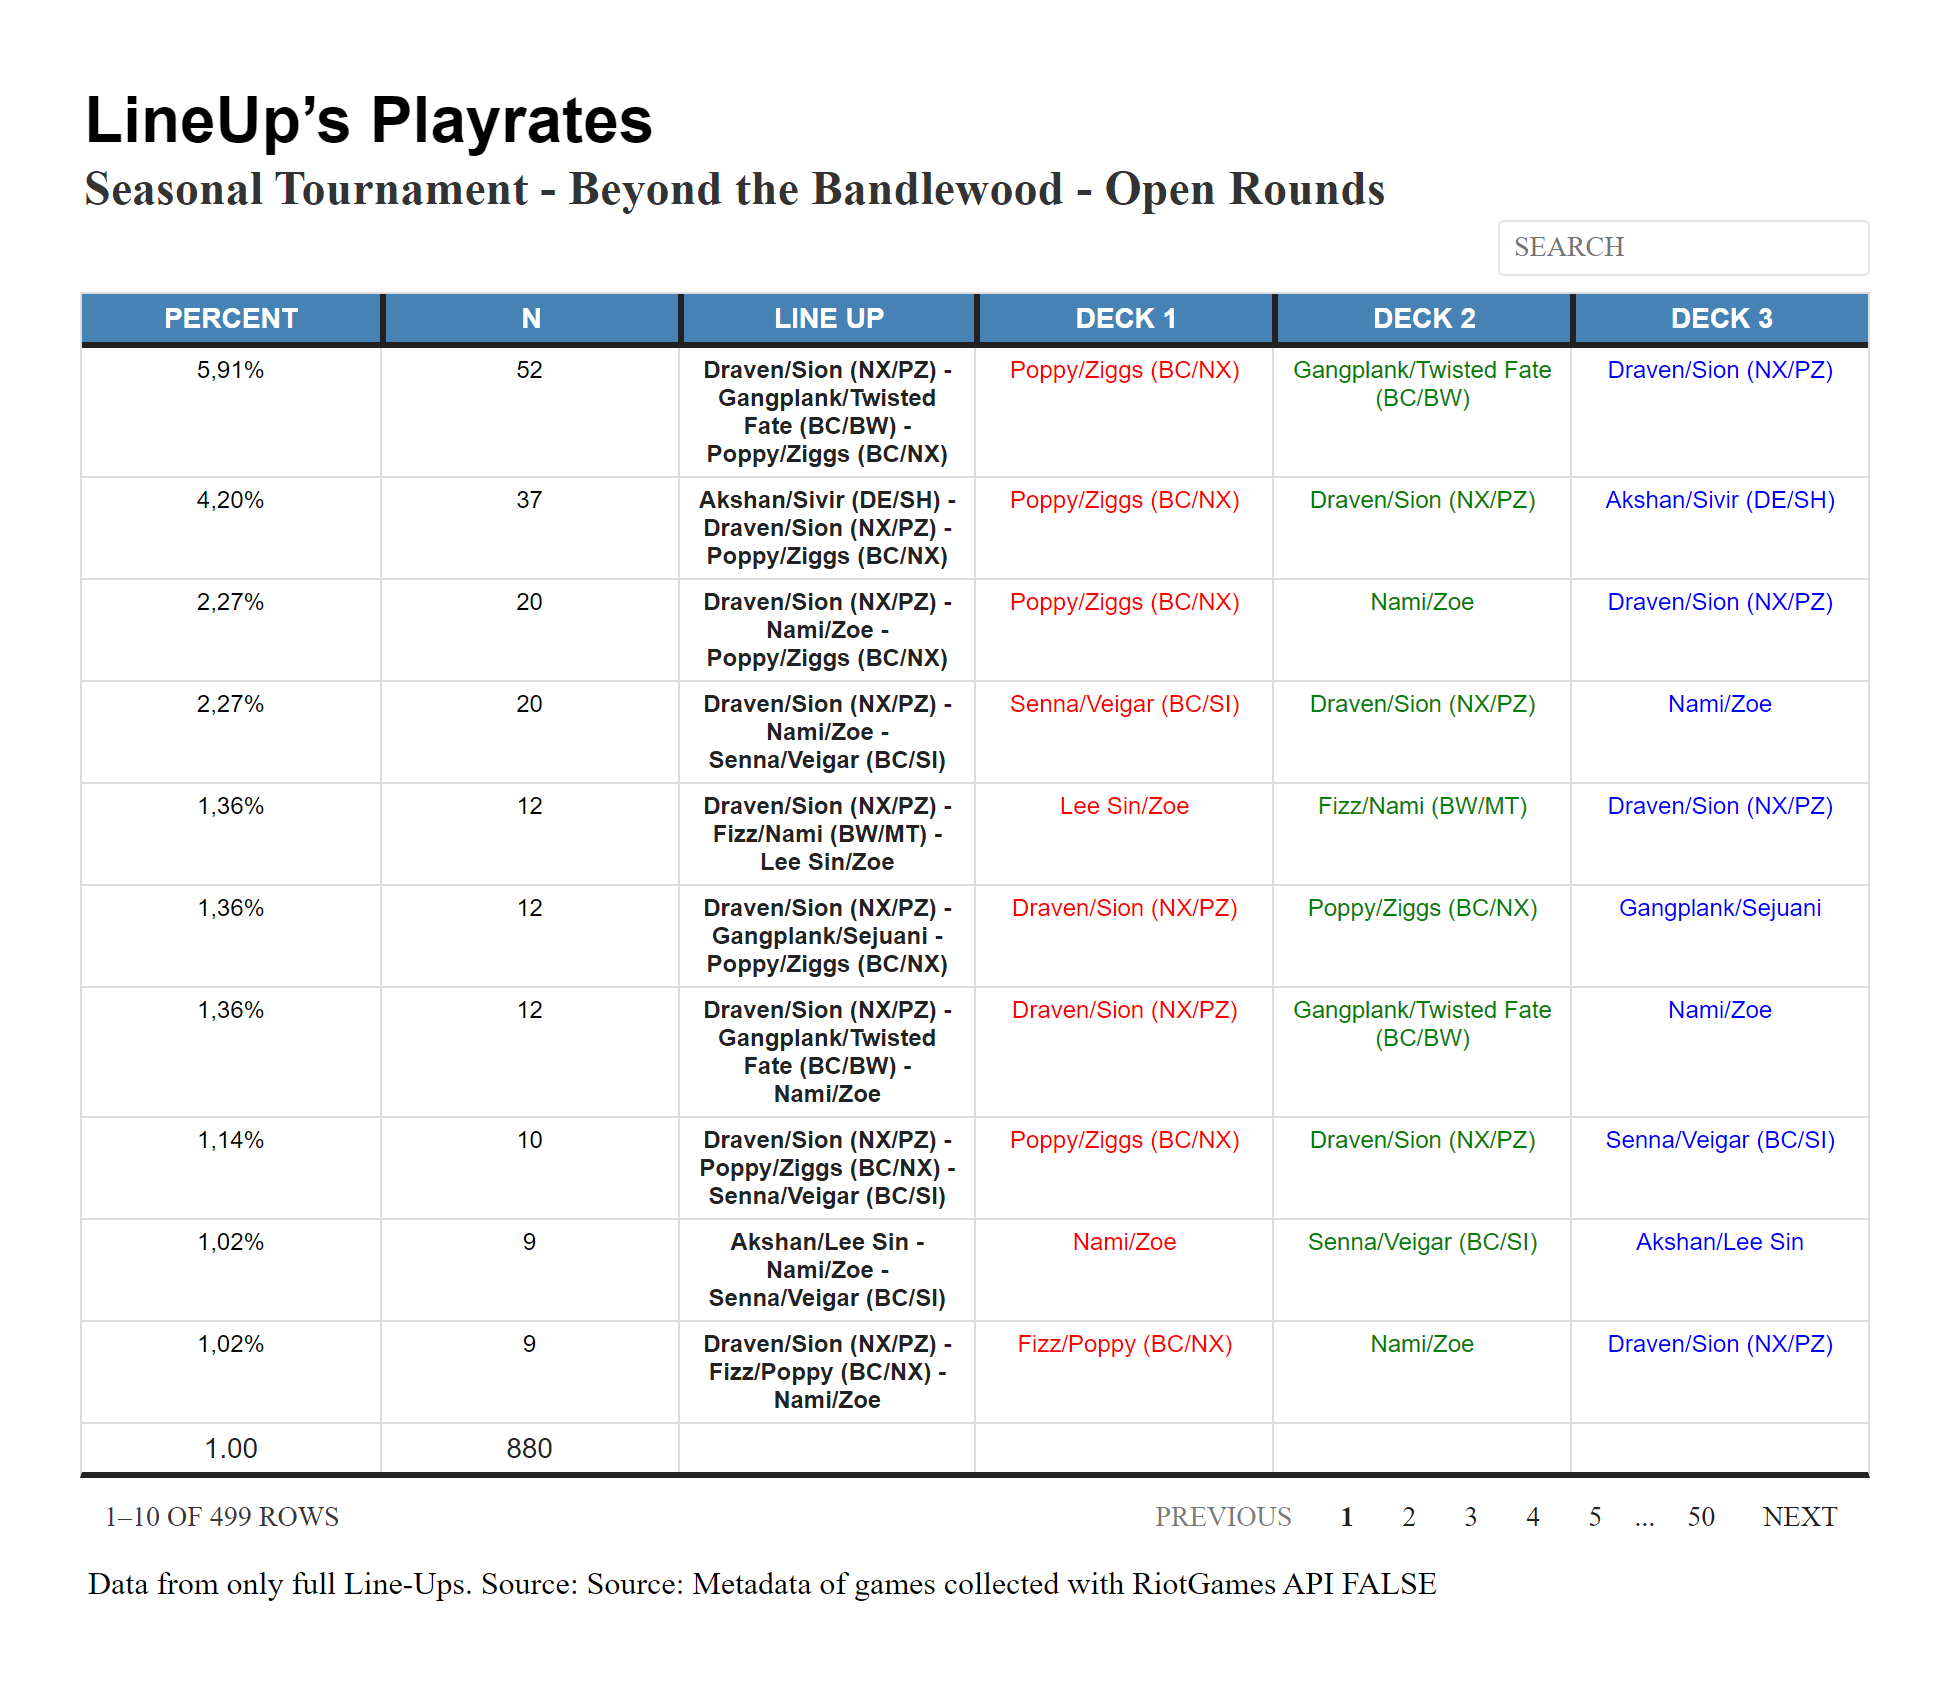 LineUp’s Playrates
Seasonal Tournament - Beyond the Bandlewood - Open Rounds
SEARCH
PERCENT N LINE UP DECK 1 DECK 2 DECK 3
5,91% 52 Draven/Sion (NX/PZ) - Poppy/Ziggs (BC/NX) Gangplank/Twisted Fate Draven/Sion (NX/PZ)
Gangplank/Twisted (BC/BW)
Fate (BC/BW) -
Poppy/Ziggs (BC/NX)
4,20% 37 Akshan/Sivir (DE/SH) - Poppy/Ziggs (BC/NX) Draven/Sion (NX/PZ) Akshan/Sivir (DE/SH)
Draven/Sion (NX/PZ) -
Poppy/Ziggs (BC/NX)
2,27% 20 Draven/Sion (NX/PZ) - Poppy/Ziggs (BC/NX) Nami/Zoe Draven/Sion (NX/PZ)
Nami/Zoe -
Poppy/Ziggs (BC/NX)
2,27% 20 Draven/Sion (NX/PZ) - Senna/Veigar (BC/SI) Draven/Sion (NX/PZ) Nami/Zoe
Nami/Zoe -
Senna/Veigar (BC/SI)
1,36% 12 Draven/Sion (NX/PZ) - Lee Sin/Zoe Fizz/Nami (BW/MT) Draven/Sion (NX/PZ)
Fizz/Nami (BW/MT) -
Lee Sin/Zoe
1,36% 12 Draven/Sion (NX/PZ) - Draven/Sion (NX/PZ) Poppy/Ziggs (BC/NX) Gangplank/Sejuani
Gangplank/Sejuani -
Poppy/Ziggs (BC/NX)
1,36% 12 Draven/Sion (NX/PZ) - Draven/Sion (NX/PZ) Gangplank/Twisted Fate Nami/Zoe
Gangplank/Twisted (BC/BW)
Fate (BC/BW) -
Nami/Zoe
1,14% 10 Draven/Sion (NX/PZ) - Poppy/Ziggs (BC/NX) Draven/Sion (NX/PZ) Senna/Veigar (BC/SI)
Poppy/Ziggs (BC/NX) -
Senna/Veigar (BC/SI)
1,02% 9 Akshan/Lee Sin - Nami/Zoe Senna/Veigar (BC/SI) Akshan/Lee Sin
Nami/Zoe -
Senna/Veigar (BC/SI)
1,02% 9 Draven/Sion (NX/PZ) - Fizz/Poppy (BC/NX) Nami/Zoe Draven/Sion (NX/PZ)
Fizz/Poppy (BC/NX) -
Nami/Zoe
1.00 880
1–10 OF 499 ROWS PREVIOUS 1 2 3 4 5 ... 50 NEXT
Data from only full Line-Ups. Source: Source: Metadata of games collected with RiotGames API FALSE